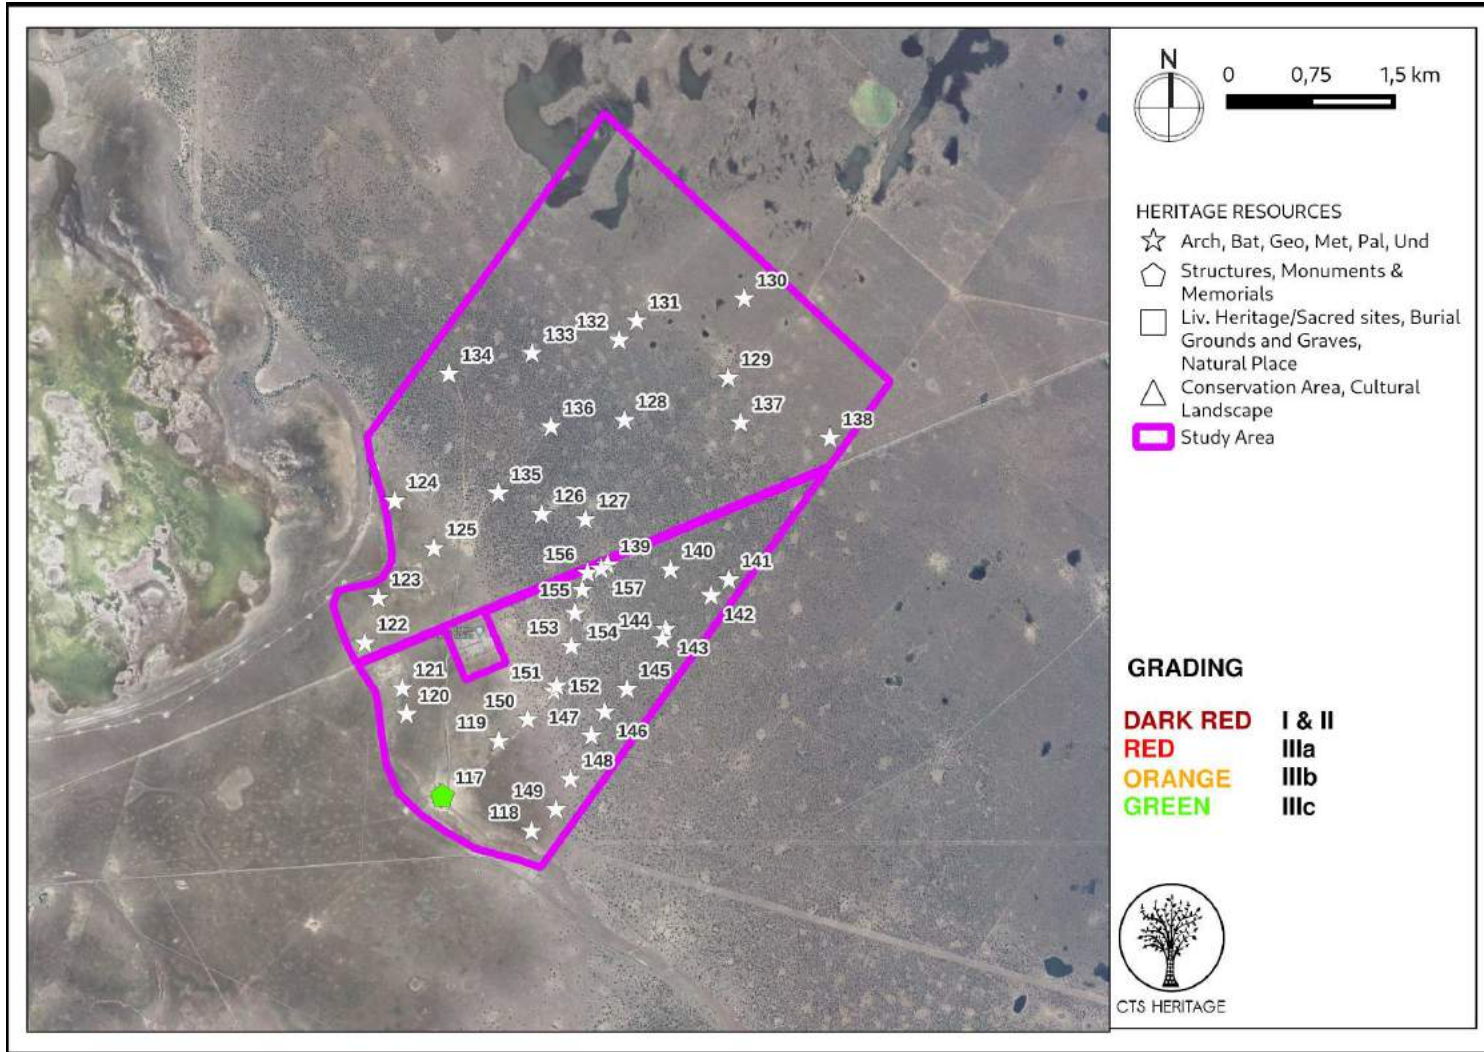 N
0 0,75 1,5 km
HERITAGE RESOURCES
Arch, Bat, Geo, Met, Pal, Und
Structures, Monuments &
Memorials
Liv. Heritage/Sacred sites, Burial
Grounds and Graves,
Natural Place
Conservation Area, Cultural
Landscape
Study Area
GRADING
DARK RED I & II
RED IIIa
ORANGE IIIb
GREEN IIIc
CTS HERITAGE
130
131
132
133
134
129
128
136
137
138
124
135
126
127
125
139
156
140
141
123
155
157
142
122
153
154
144
143
121
151
152
145
120
150
147
119
146
117
148
149
118